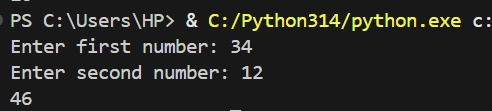 PS C:\Users\HP> & C:/Python314/python.exe c:
Enter first number: 34
Enter second number: 12
46